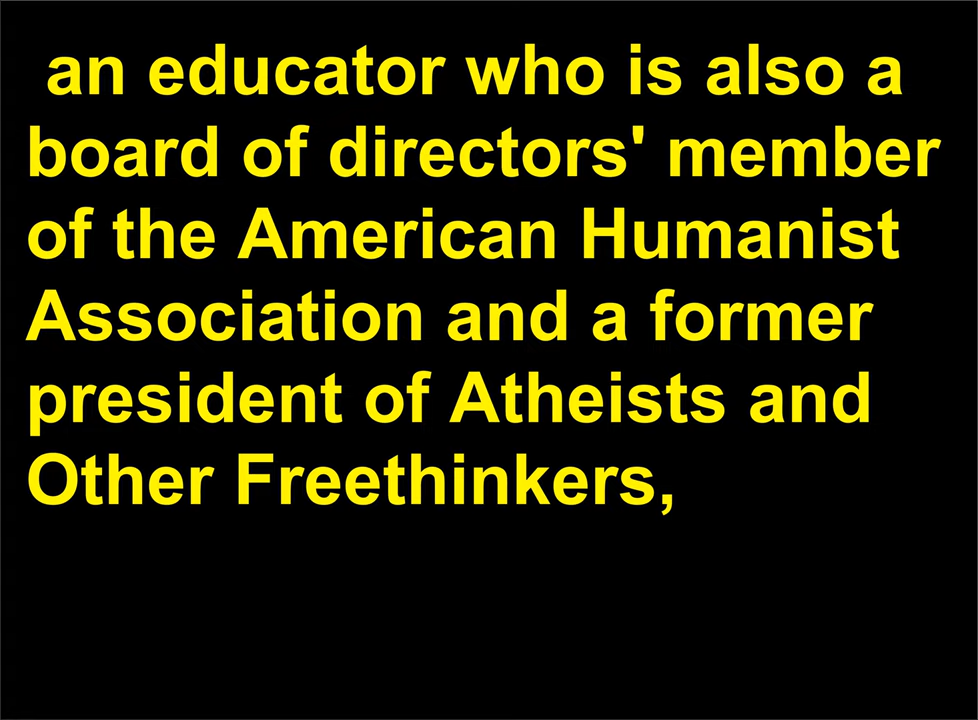 an educator who is also a
board of directors' member
of the American Humanist
Association and a former
president of Atheists and
Other Freethinkers,